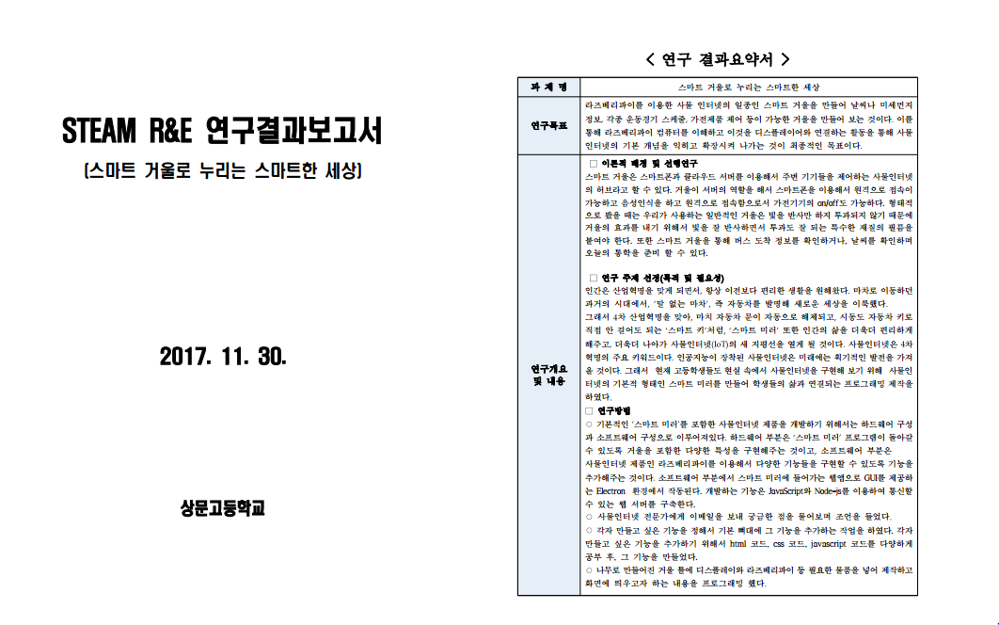 STEAM R&E 연구결과보고서
(스마트 거울로 누리는 스마트한 세상)
2017. 11. 30.
상문고등학교
< 연구 결과요약서 >
과 제 명
스마트 거울로 누리는 스마트한 세상
연구목표
라즈베리파이를 이용한 사물 인터넷의 일종인 스마트 거울을 만들어 날씨나 미세먼지
정보, 각종 운동경기 스케줄, 가전제품 제어 등이 가능한 거울을 만들어 보는 것이다. 이를
통해 라즈베리파이 컴퓨터를 이해하고 이것을 디스플레이어와 연결하는 활동을 통해 사물
인터넷의 기본 개념을 익히고 확장시켜 나가는 것이 최종적인 목표이다.
연구개요
및 내용
□ 이론적 배경 및 선행연구
스마트 거울은 스마트폰과 클라우드 서버를 이용해서 주변 기기들을 제어하는 사물인터넷
의 허브라고 할 수 있다. 거울이 서버의 역할을 해서 스마트폰을 이용해서 원격으로 접속이
가능하고 음성인식을 하고 원격으로 접속함으로서 가전기기의 on/off도 가능하다. 형태적
으로 봤을 때는 우리가 사용하는 일반적인 거울은 빛을 반사만 하지 투과되지 않기 때문에
거울의 효과를 내기 위해서 빛을 잘 반사하면서 투과도 잘 되는 특수한 재질의 필름을
붙여야 한다. 또한 스마트 거울을 통해 버스 도착 정보를 확인하거나, 날씨를 확인하며
오늘의 통학을 준비 할 수 있다.
□ 연구 주제 선정(목적 및 필요성)
인간은 산업혁명을 맞게 되면서, 항상 이전보다 편리한 생활을 원해왔다. 마차로 이동하던
과거의 시대에서, '말 없는 마차', 즉 자동차를 발명해 새로운 세상을 이룩했다.
그래서 4차 산업혁명을 맞아, 마치 자동차 문이 자동으로 해제되고, 시동도 자동차 키로
직접 안 걸어도 되는 '스마트 키'처럼, '스마트 미러' 또한 인간의 삶을 더욱더 편리하게
해주고, 더욱더 나아가 사물인터넷(IoT)의 새 지평선을 열게 될 것이다. 사물인터넷은 4차
혁명의 주요 키워드이다. 인공지능이 장착된 사물인터넷은 미래에는 획기적인 발전을 가져
올 것이다. 그래서 현재 고등학생들도 현실 속에서 사물인터넷을 구현해 보기 위해 사물인
터넷의 기본적 형태인 스마트 미러를 만들어 학생들의 삶과 연결되는 프로그래밍 제작을
하였다.
□ 연구방법
○ 기본적인 '스마트 미러'를 포함한 사물인터넷 제품을 개발하기 위해서는 하드웨어 구성
과 소프트웨어 구성으로 이루어져있다. 하드웨어 부분은 '스마트 미러' 프로그램이 돌아갈
수 있도록 거울을 포함한 다양한 특성을 구현해주는 것이고, 소프트웨어 부분은
사물인터넷 제품인 라즈베리파이를 이용해서 다양한 기능들을 구현할 수 있도록 기능을
추가해주는 것이다. 소프트웨어 부분에서 스마트 미러에 들어가는 웹앱으로 GUI를 제공하
는 Electron 환경에서 작동된다. 개발하는 기능은 JavaScript와 Node-js를 이용하여 통신할
수 있는 웹 서버를 구축한다.
○ 사물인터넷 전문가에게 이메일을 보내 궁금한 점을 물어보며 조언을 들었다.
○ 각자 만들고 싶은 기능을 정해서 기본 뼈대에 그 기능을 추가하는 작업을 하였다. 각자
만들고 싶은 기능을 추가하기 위해서 html 코드, css 코드, javascript 코드를 다양하게
공부 후, 그 기능을 만들었다.
○ 나무로 만들어진 거울 틀에 디스플레이와 라즈베리파이 등 필요한 물품을 넣어 제작하고
화면에 띄우고자 하는 내용을 프로그래밍 했다.